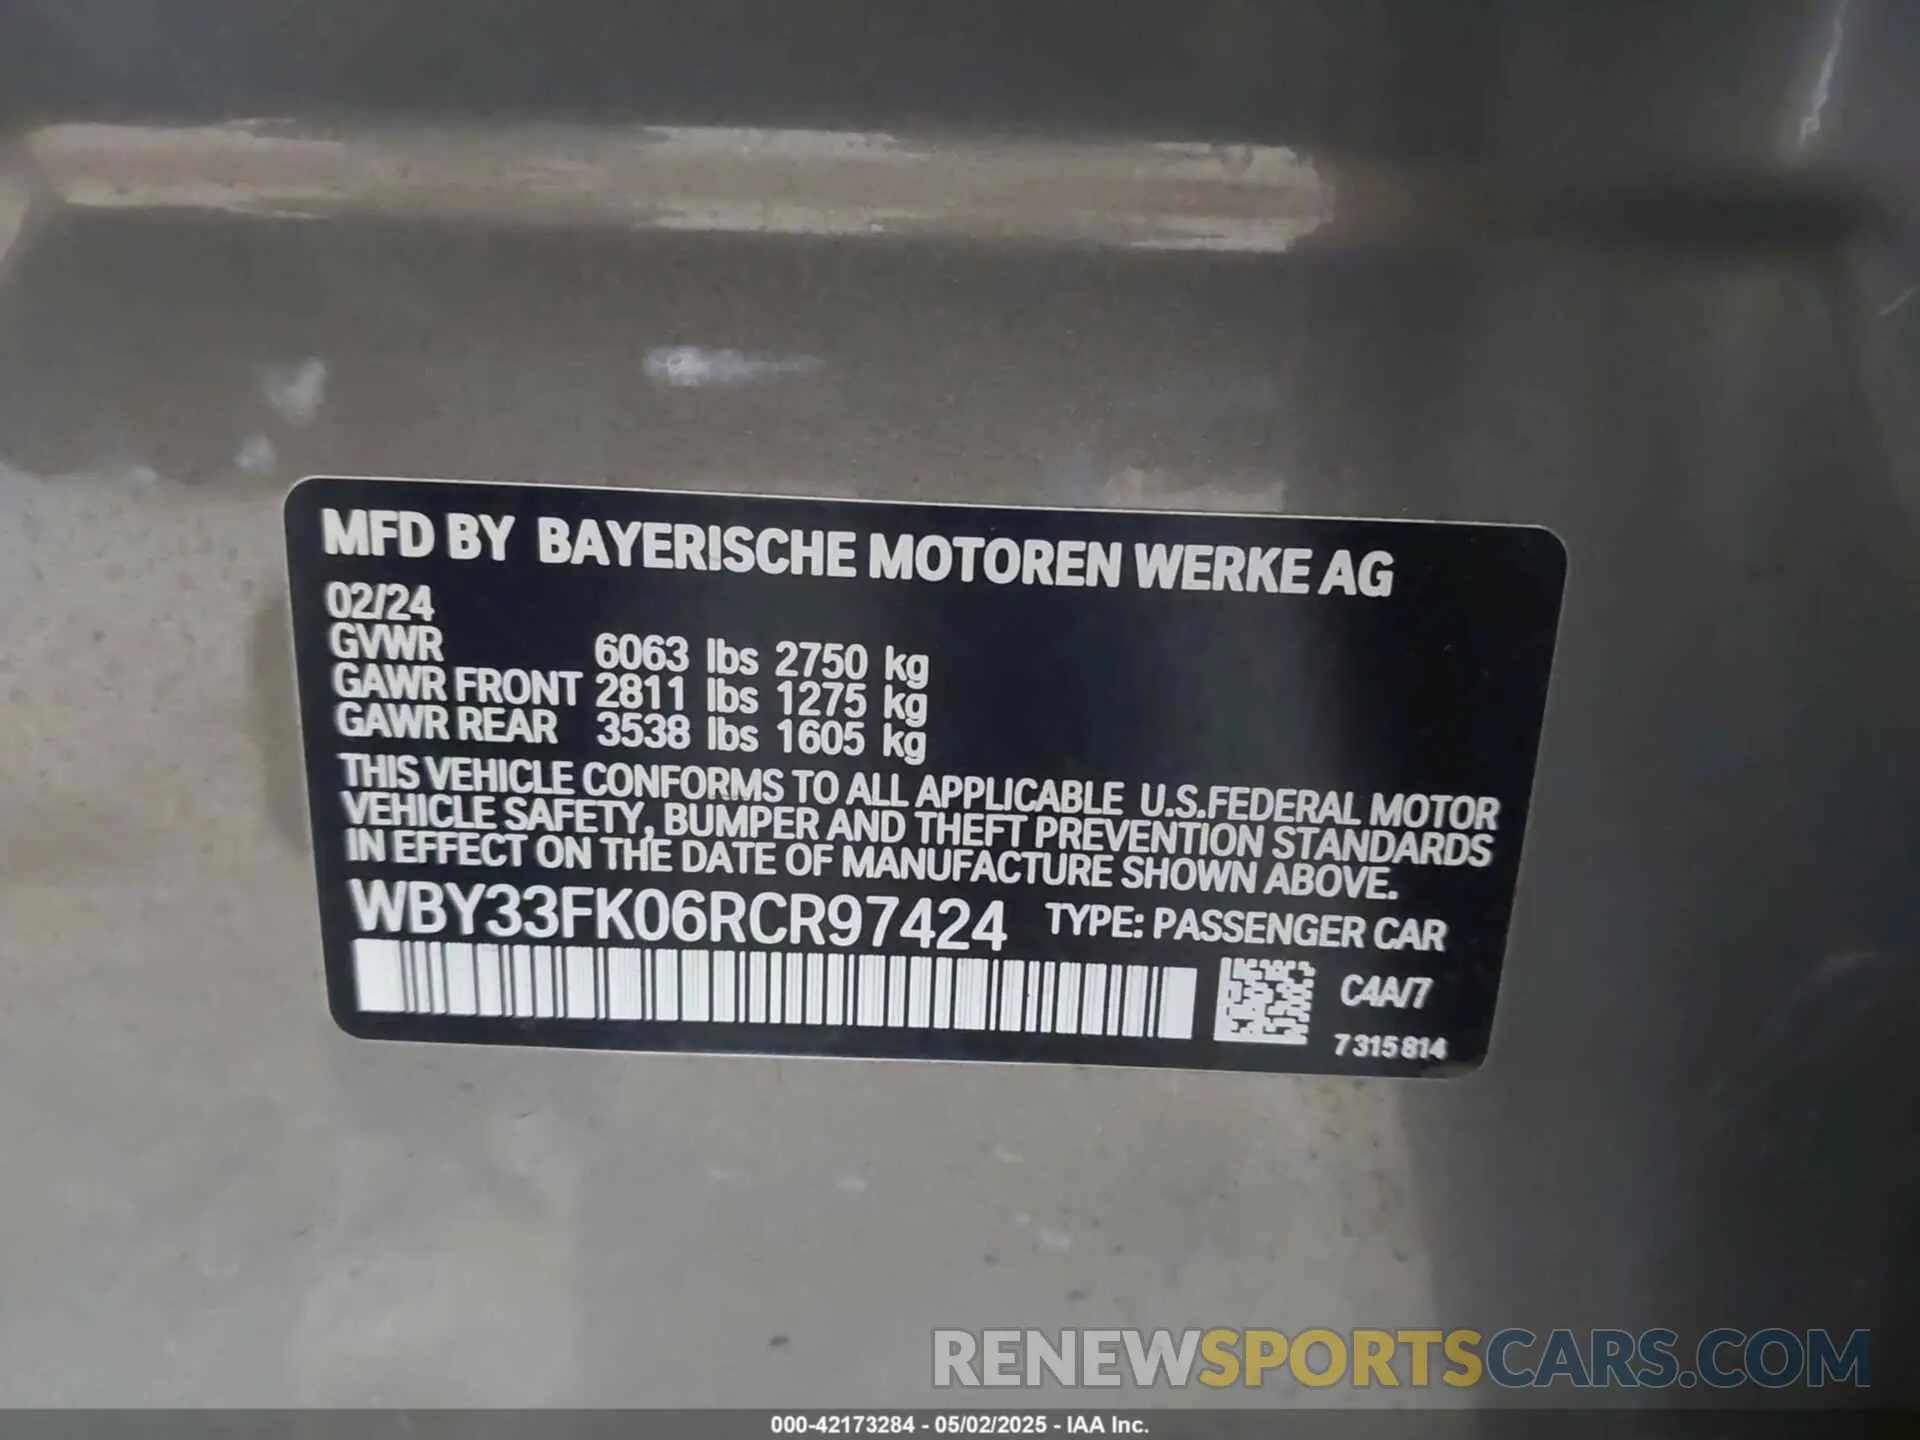 MFD BY BAYERISCHE MOTOREN WERKE AG
02/24
GVWR 6063 lbs 2750 kg
GAWR FRONT 2811 lbs 1275 kg
GAWR REAR 3538 lbs 1605 kg
THIS VEHICLE CONFORMS TO ALL APPLICABLE U.S.FEDERAL MOTOR
VEHICLE SAFETY, BUMPER AND THEFT PREVENTION STANDARDS
IN EFFECT ON THE DATE OF MANUFACTURE SHOWN ABOVE.
WBY33FK06RCR97424 TYPE: PASSENGER CAR
C4A/7
7 315 814
RENEWSPORTSCARS.COM
000-42173284 - 05/02/2025 - IAA Inc.